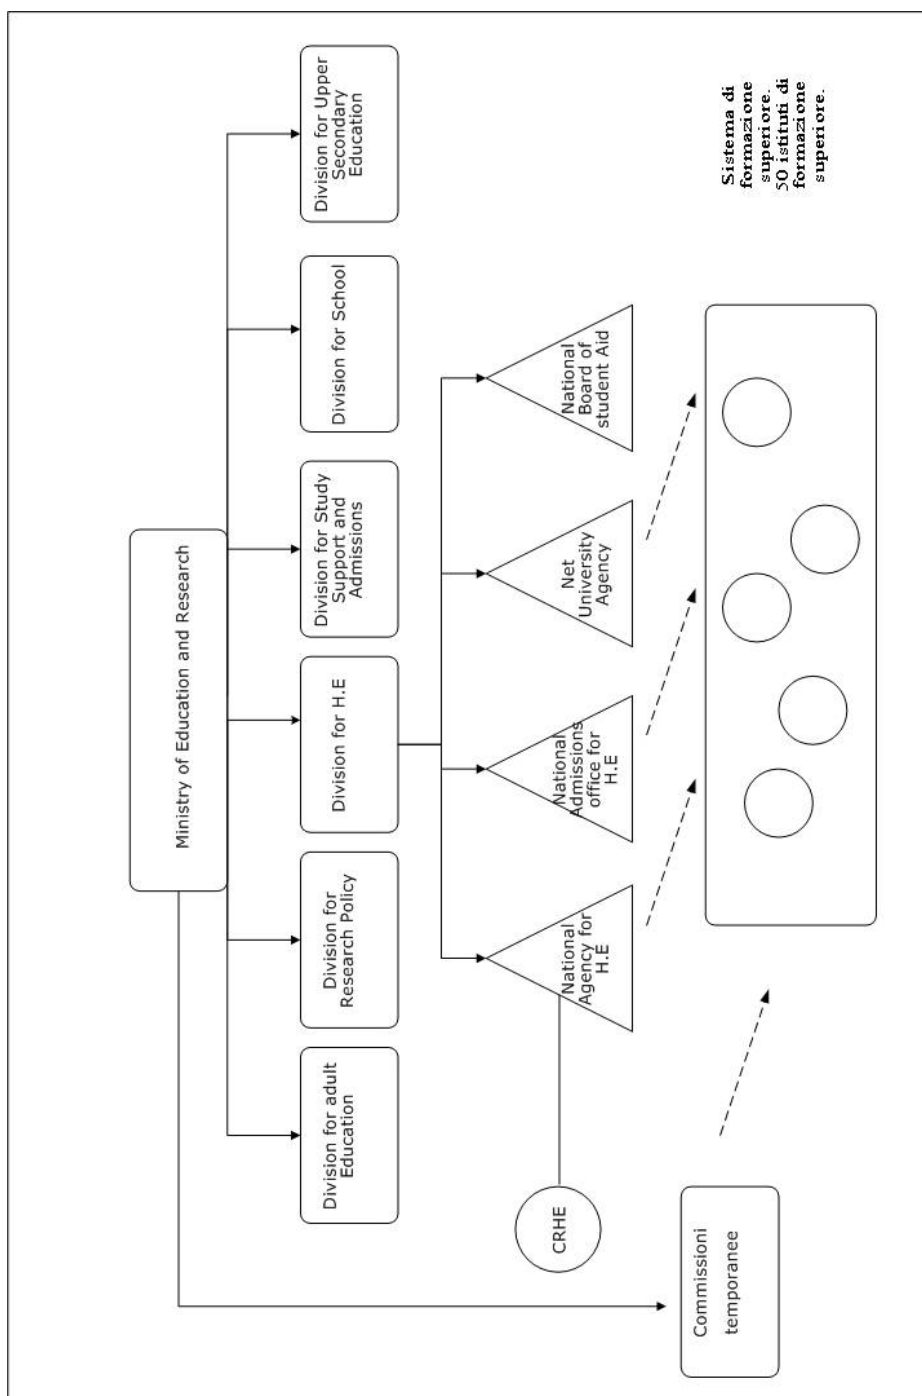 Ministry of Education and Research
Division for adult
Education
Division for
Research Policy
Division for H.E
Division for Study
Support and
Admissions
Division for School
Division for Upper
Secondary
Education
CRHE
National
Agency for
H.E
National
Admissions
office for
H.E
Net
University
Agency
National
Board of
student Aid
Commissioni
temporanee
Sistema di
formazione
superiore.
50 istituti di
formazione
superiore.